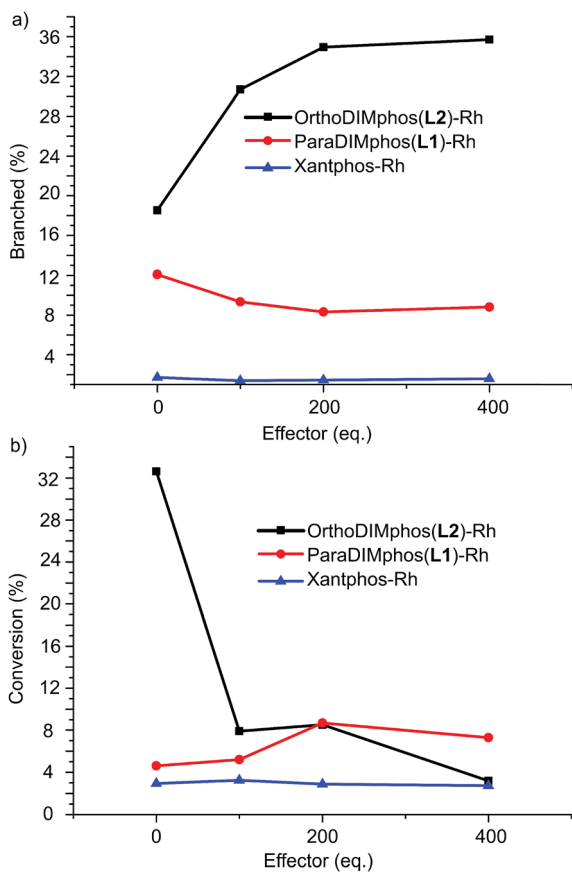 a)
36
32
28
24
20
16
12
8
4
Branched (%)
OrthoDIMphos(L2)-Rh
ParaDIMphos(L1)-Rh
Xantphos-Rh
0
200
400
Effector (eq.)
b)
32
28
24
20
16
12
8
4
0
Conversion (%)
OrthoDIMphos(L2)-Rh
ParaDIMphos(L1)-Rh
Xantphos-Rh
0
200
400
Effector (eq.)